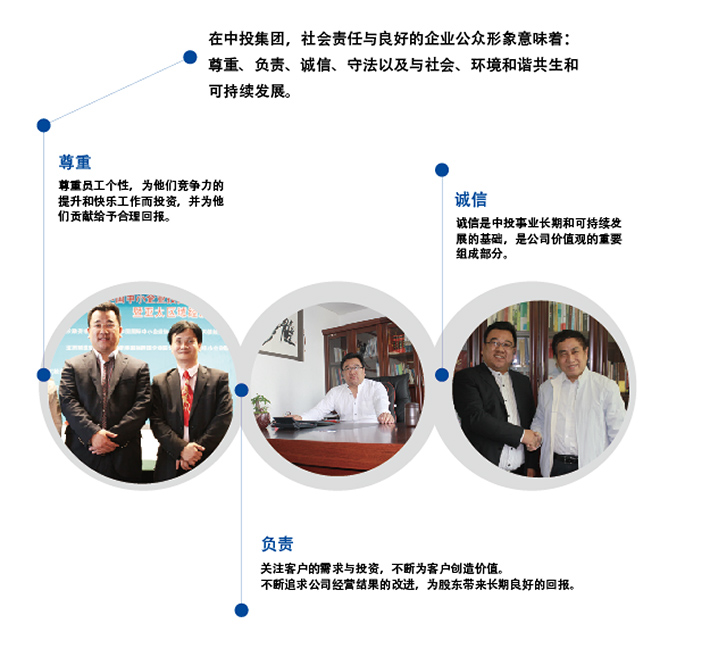 在中投集团，社会责任与良好的企业公众形象意味着：
尊重、负责、诚信、守法以及与社会、环境和谐共生和
可持续发展。
尊重
尊重员工个性，为他们竞争力的
提升和快乐工作而投资，并为他
们贡献给予合理回报。
诚信
诚信是中投事业长期和可持续发
展的基础，是公司价值观的重要
组成部分。
负责
关注客户的需求与投资，不断为客户创造价值。
不断追求公司经营结果的改进，为股东带来长期良好的回报。